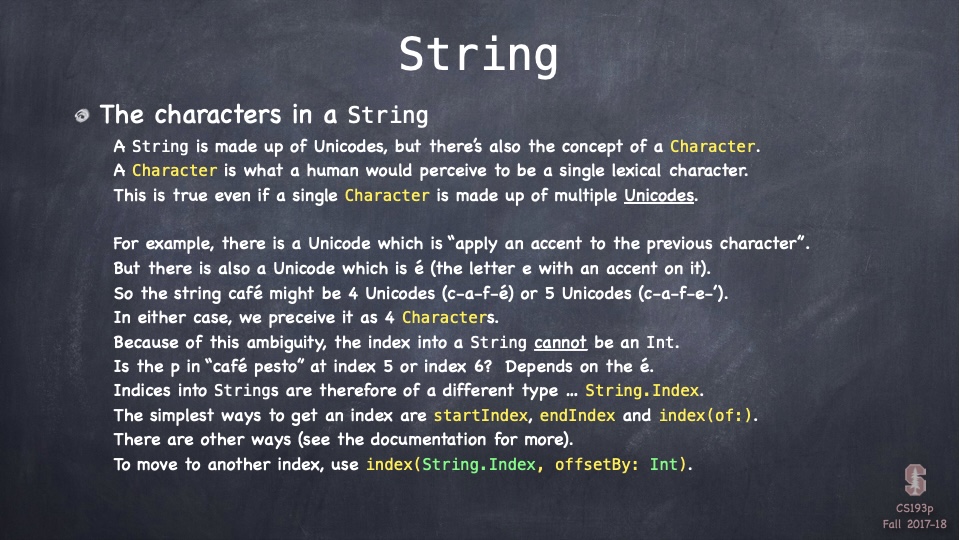 String
The characters in a String
A String is made up of Unicodes, but there's also the concept of a Character.
A Character is what a human would perceive to be a single lexical character.
This is true even if a single Character is made up of multiple Unicodes.
For example, there is a Unicode which is “apply an accent to the previous character”.
But there is also a Unicode which is é (the letter e with an accent on it).
So the string café might be 4 Unicodes (c-a-f-é) or 5 Unicodes (c-a-f-e-’).
In either case, we preceive it as 4 Characters.
Because of this ambiguity, the index into a String cannot be an Int.
Is the p in “café pesto” at index 5 or index 6? Depends on the é.
Indices into Strings are therefore of a different type … String.Index.
The simplest ways to get an index are startIndex, endIndex and index(of:).
There are other ways (see the documentation for more).
To move to another index, use index(String.Index, offsetBy: Int).
CS193p
Fall 2017-18